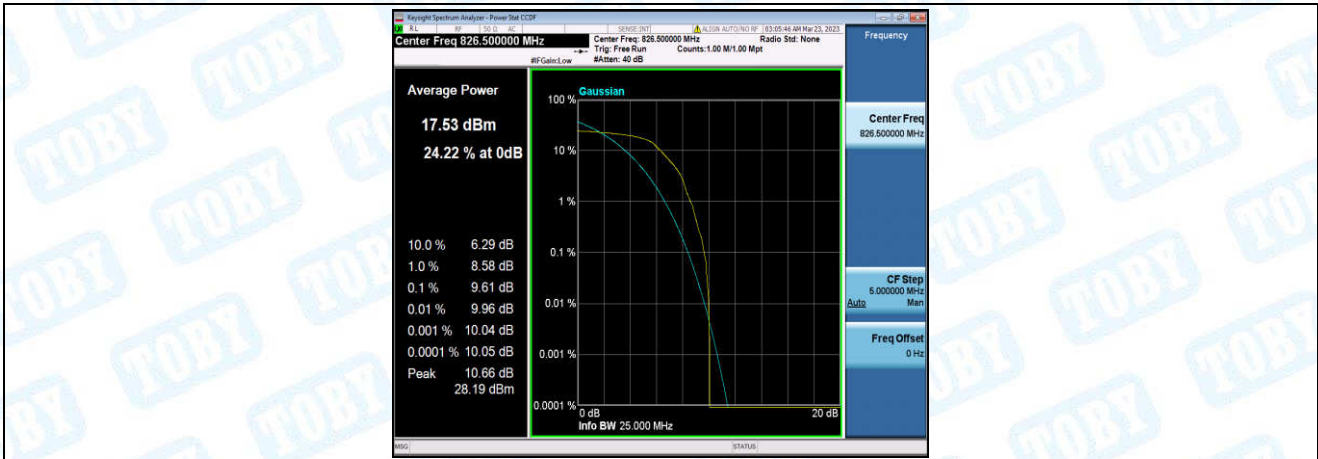 Keysight Spectrum Analyzer - Power Stat CCDF
RL RF 50 Ω AC SENSE:INT ALIGN AUTO/NO RF 03:05:46 AM Mar 23, 2023
Center Freq 826.500000 MHz
Center Freq: 826.500000 MHz Radio Std: None
Trig: Free Run Counts:1.00 M/1.00 Mpt
#IFGain:Low #Atten: 40 dB
Frequency
Average Power
17.53 dBm
24.22 % at 0dB
10.0 % 6.29 dB
1.0 % 8.58 dB
0.1 % 9.61 dB
0.01 % 9.96 dB
0.001 % 10.04 dB
0.0001 % 10.05 dB
Peak 10.66 dB
28.19 dBm
Gaussian
100 %
10 %
1 %
0.1 %
0.01 %
0.001 %
0.0001 %
0 dB 20 dB
Info BW 25.000 MHz
Center Freq
826.500000 MHz
CF Step
5.000000 MHz
Auto Man
Freq Offset
0 Hz
MSG STATUS
TOBY